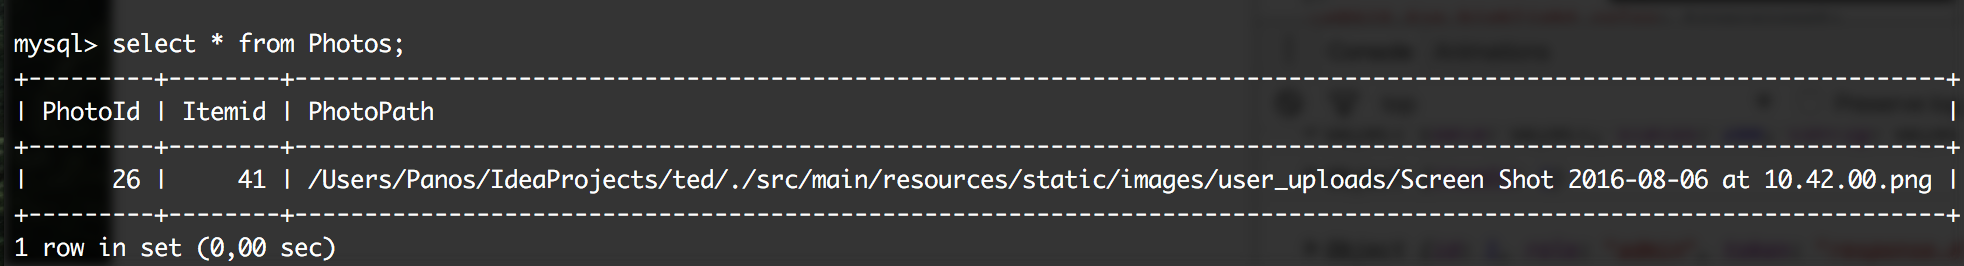 mysql> select * from Photos;
+---------+--------+----------------------------------------------------------------------------------------------------------------------+
| PhotoId | Itemid | PhotoPath                                                                                                            |
+---------+--------+----------------------------------------------------------------------------------------------------------------------+
|      26 |     41 | /Users/Panos/IdeaProjects/ted/./src/main/resources/static/images/user_uploads/Screen Shot 2016-08-06 at 10.42.00.png |
+---------+--------+----------------------------------------------------------------------------------------------------------------------+
1 row in set (0,00 sec)